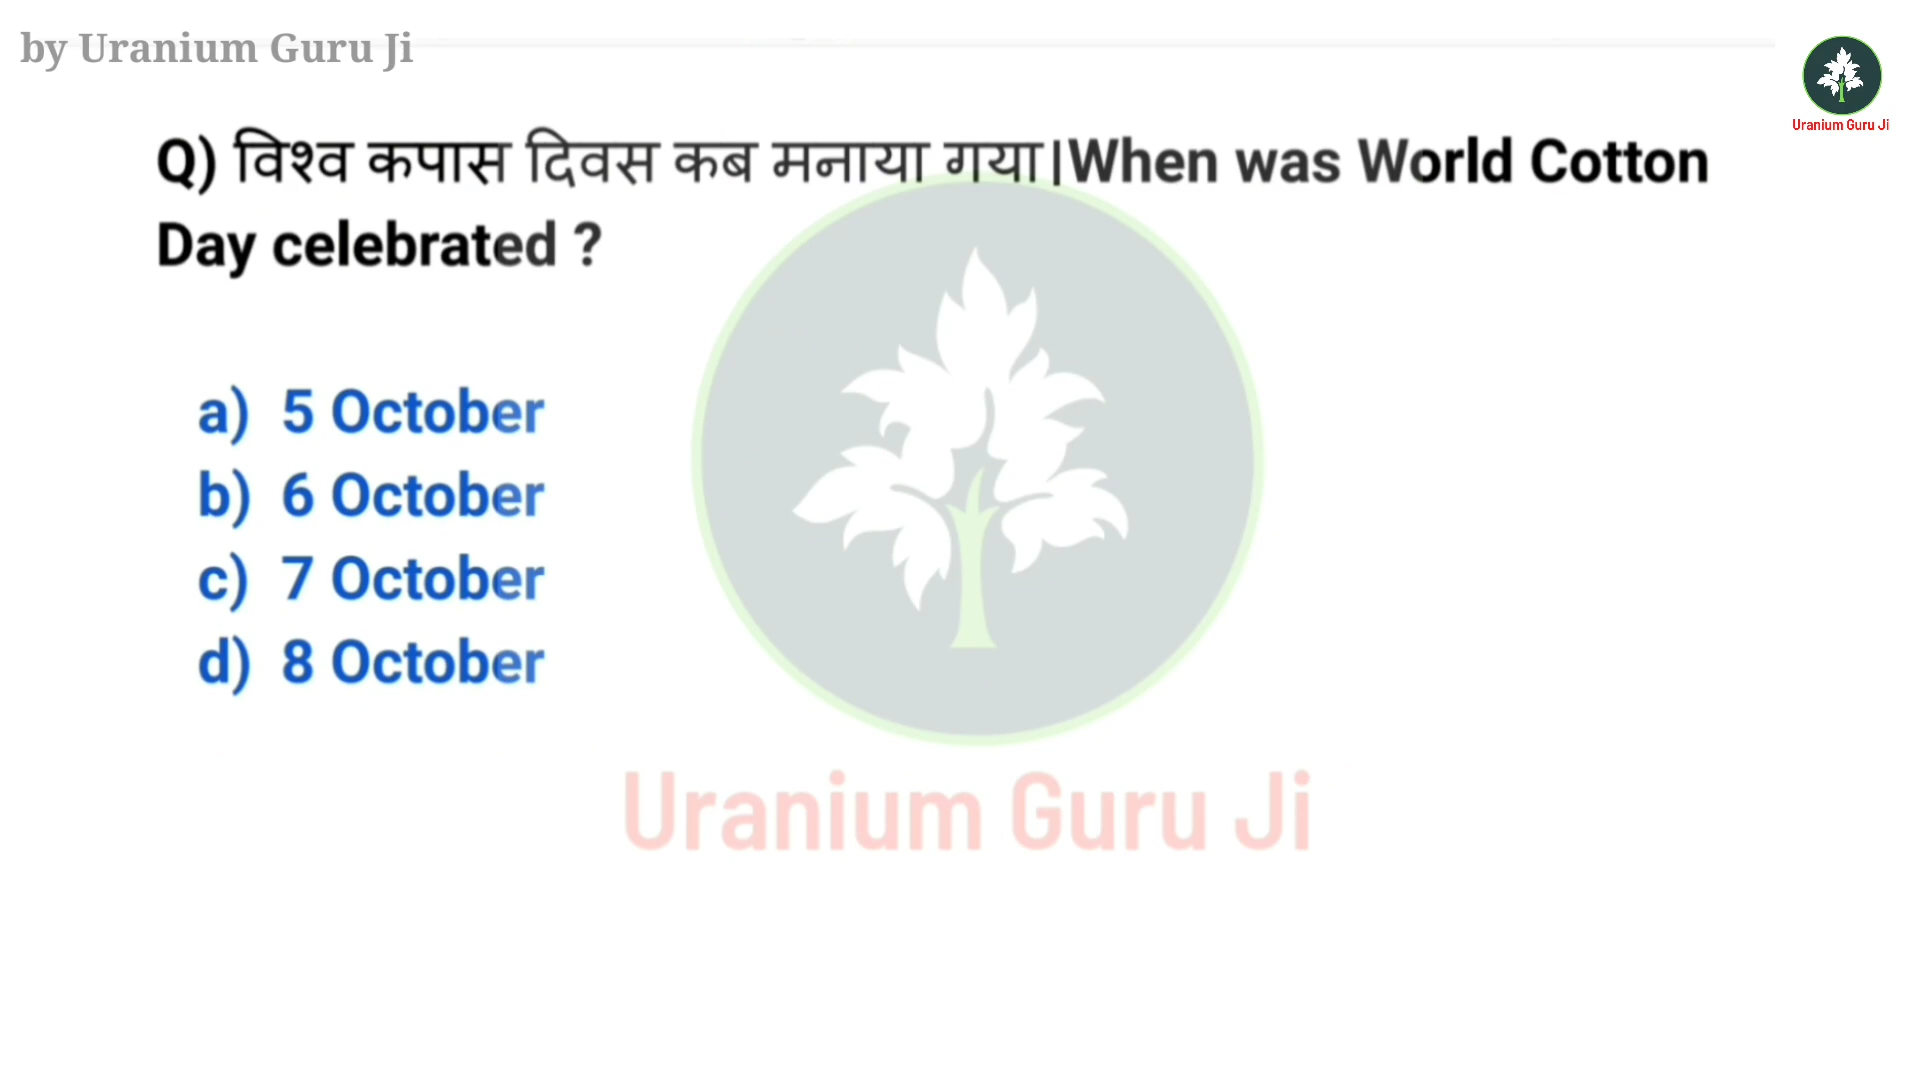 by Uranium Guru Ji
Uranium Guru Ji
Q) विश्व कपास दिवस कब मनाया गया|When was World Cotton
Day celebrated ?
a) 5 October
b) 6 October
c) 7 October
d) 8 October
Uranium Guru Ji